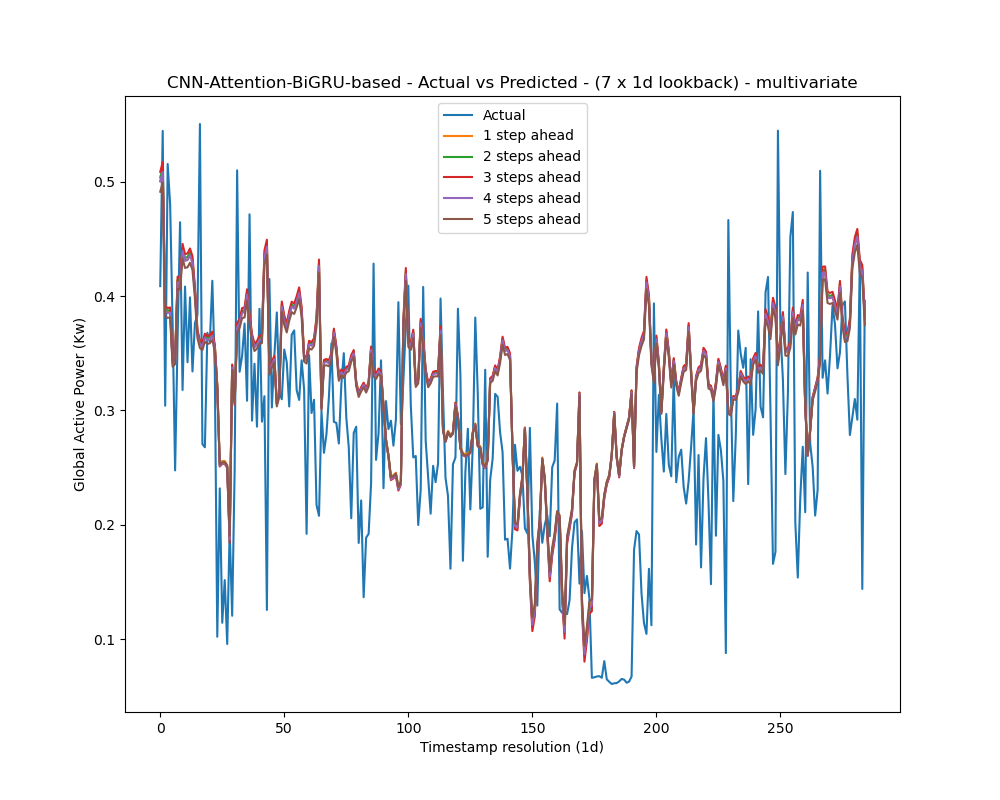 CNN-Attention-BiGRU-based - Actual vs Predicted - (7 x 1d lookback) - multivariate
Actual
1 step ahead
2 steps ahead
3 steps ahead
4 steps ahead
5 steps ahead
Global Active Power (Kw)
0.5
0.4
0.3
0.2
0.1
0 50 100 150 200 250
Timestamp resolution (1d)